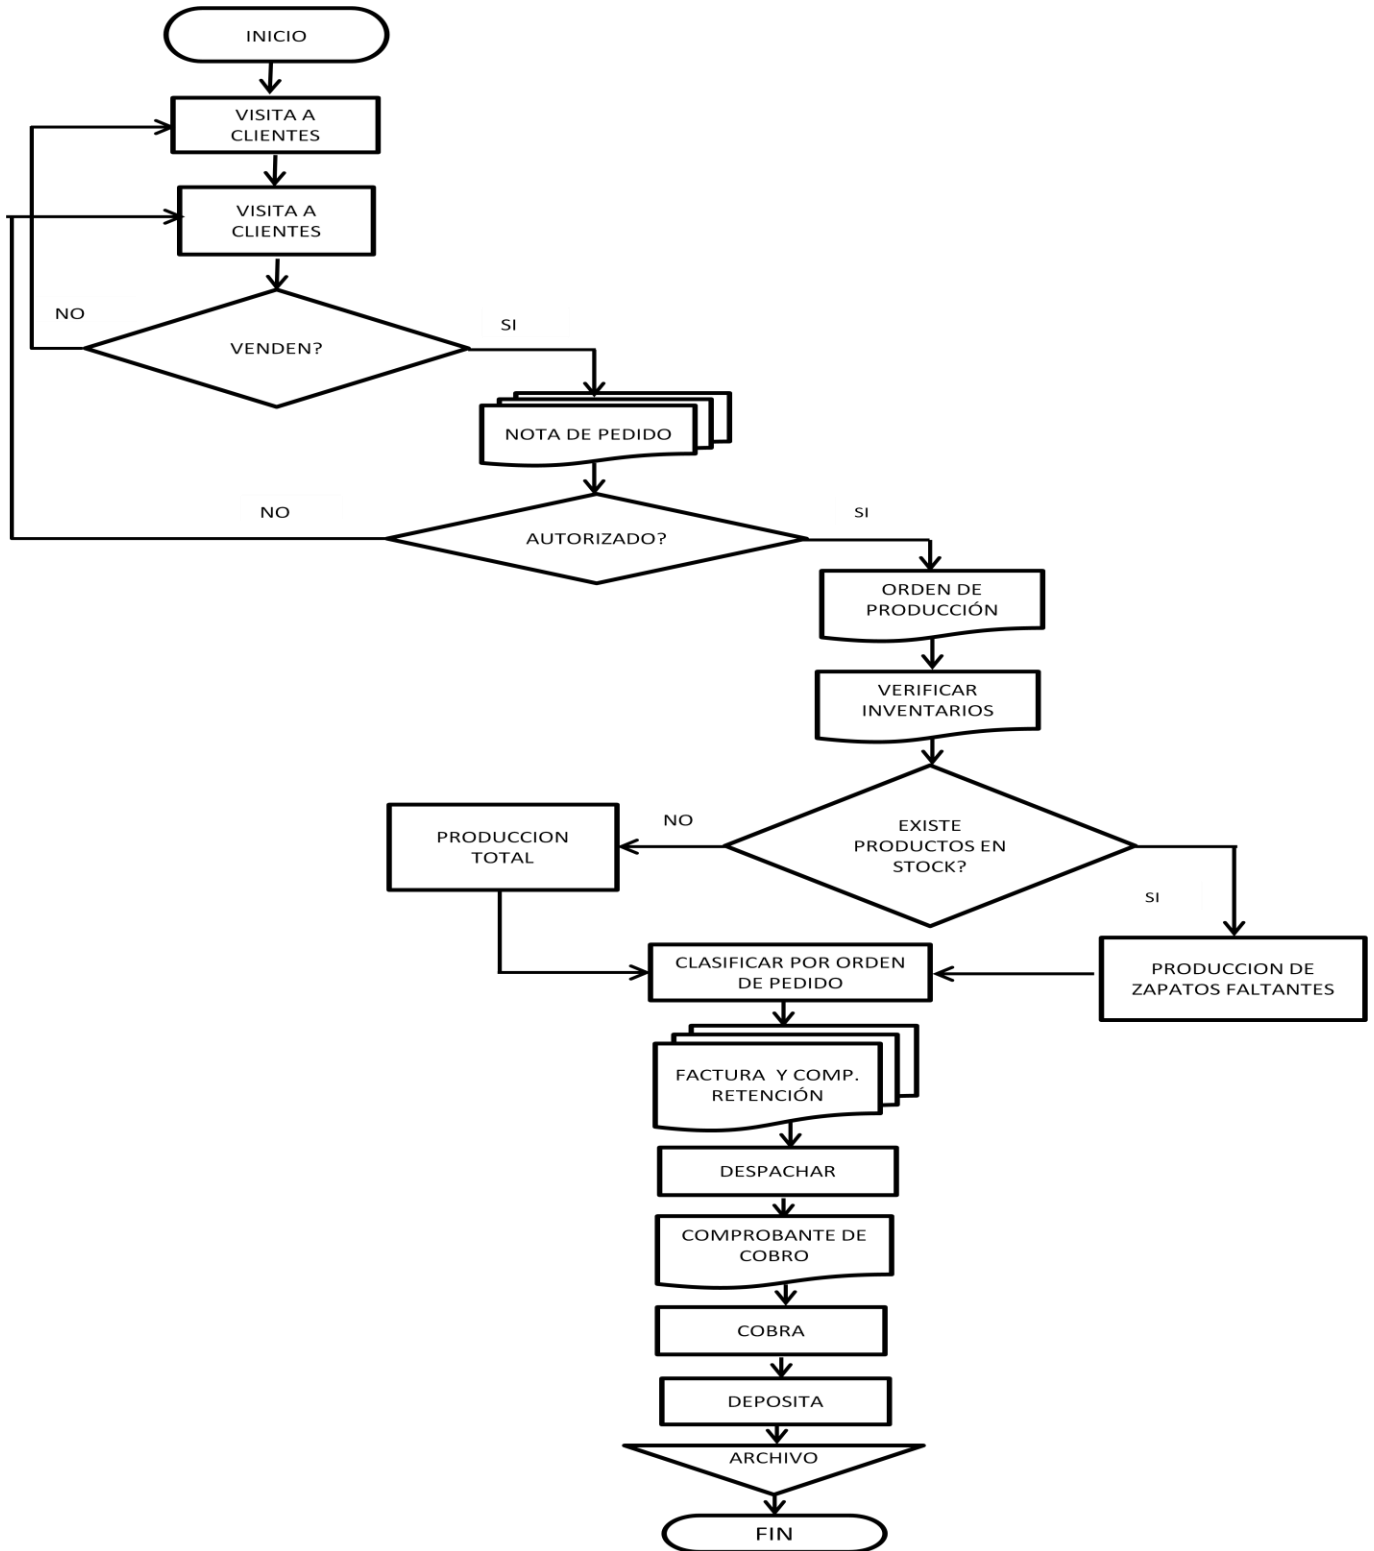 INICIO
VISITA A
CLIENTES
VISITA A
CLIENTES
NO
SI
VENDEN?
NOTA DE PEDIDO
NO
SI
AUTORIZADO?
ORDEN DE
PRODUCCIÓN
VERIFICAR
INVENTARIOS
PRODUCCION
TOTAL
NO
EXISTE
PRODUCTOS EN
STOCK?
SI
CLASIFICAR POR ORDEN
DE PEDIDO
PRODUCCION DE
ZAPATOS FALTANTES
FACTURA  Y COMP.
RETENCIÓN
DESPACHAR
COMPROBANTE DE
COBRO
COBRA
DEPOSITA
ARCHIVO
FIN